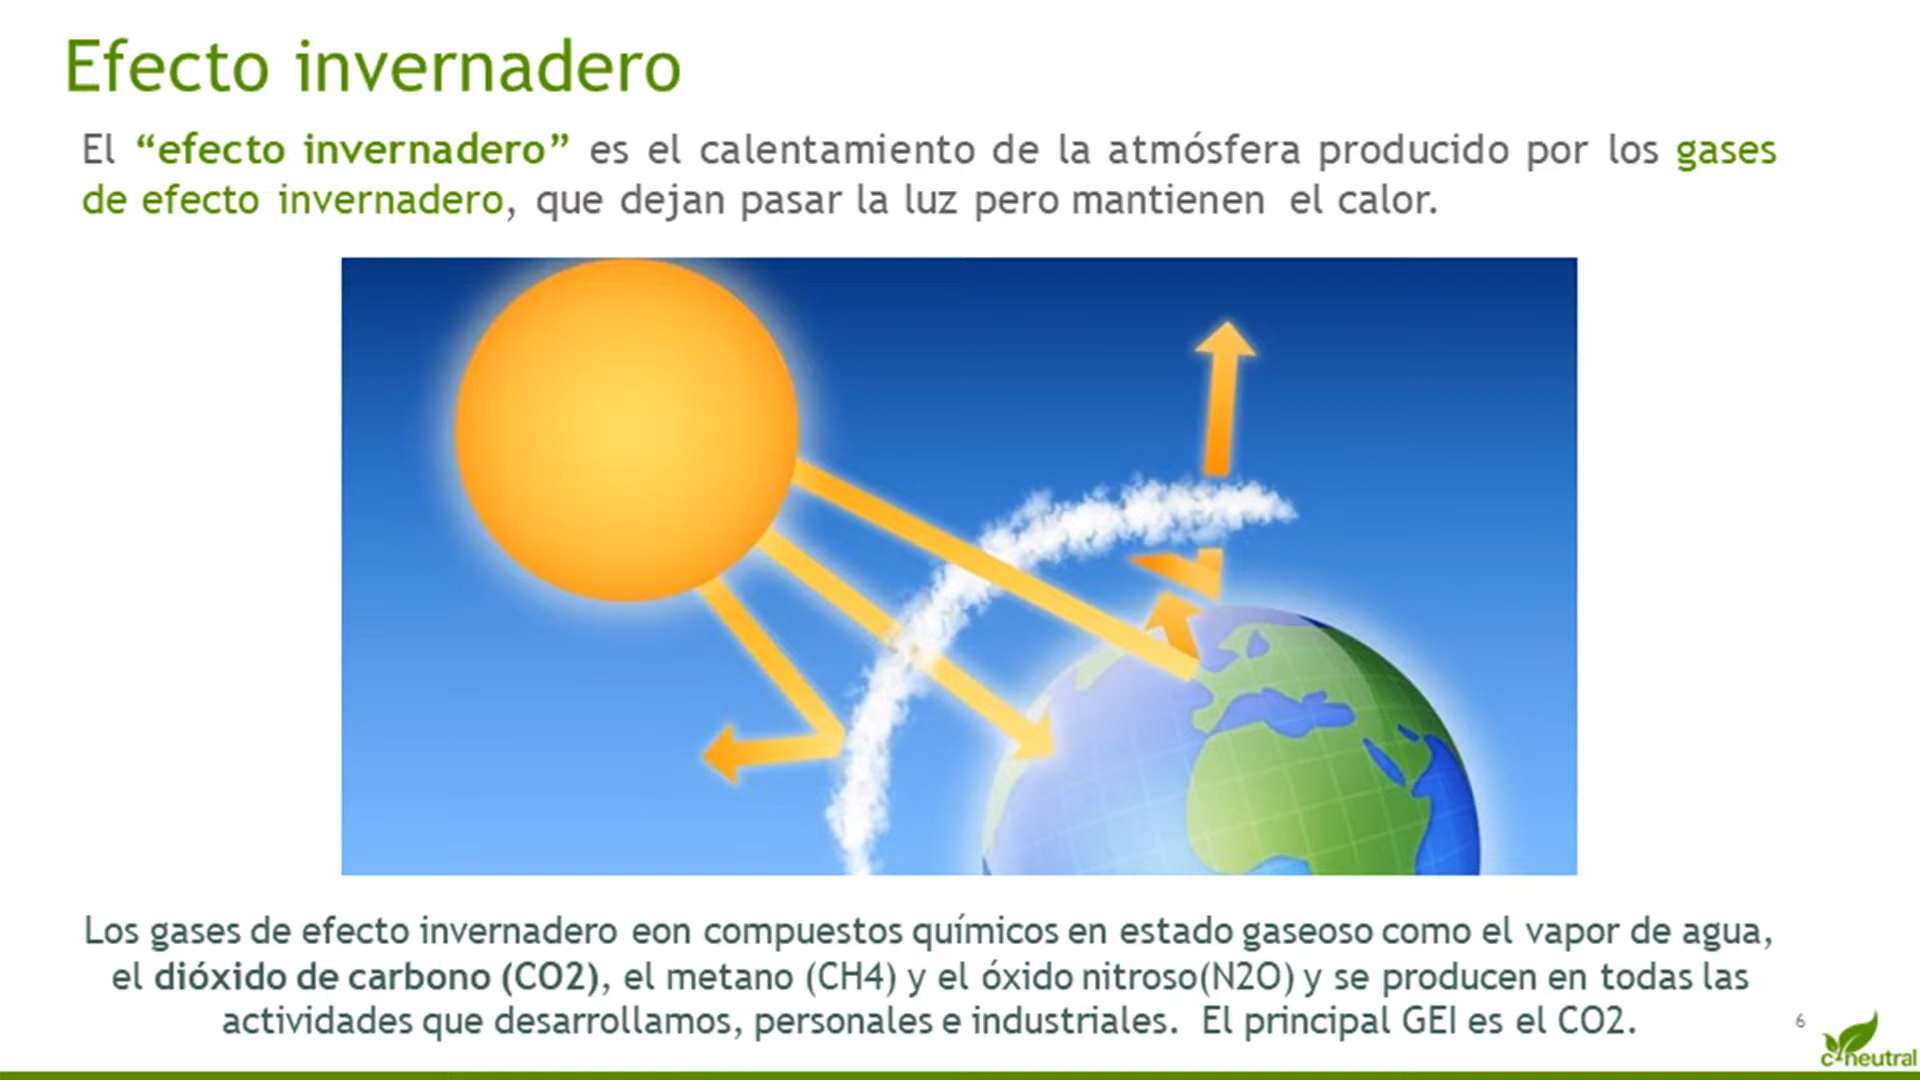 Efecto invernadero
El “efecto invernadero” es el calentamiento de la atmósfera producido por los gases
de efecto invernadero, que dejan pasar la luz pero mantienen el calor.
Los gases de efecto invernadero eon compuestos químicos en estado gaseoso como el vapor de agua,
el dióxido de carbono (CO2), el metano (CH4) y el óxido nitroso(N2O) y se producen en todas las
actividades que desarrollamos, personales e industriales. El principal GEI es el CO2.
6
c neutral